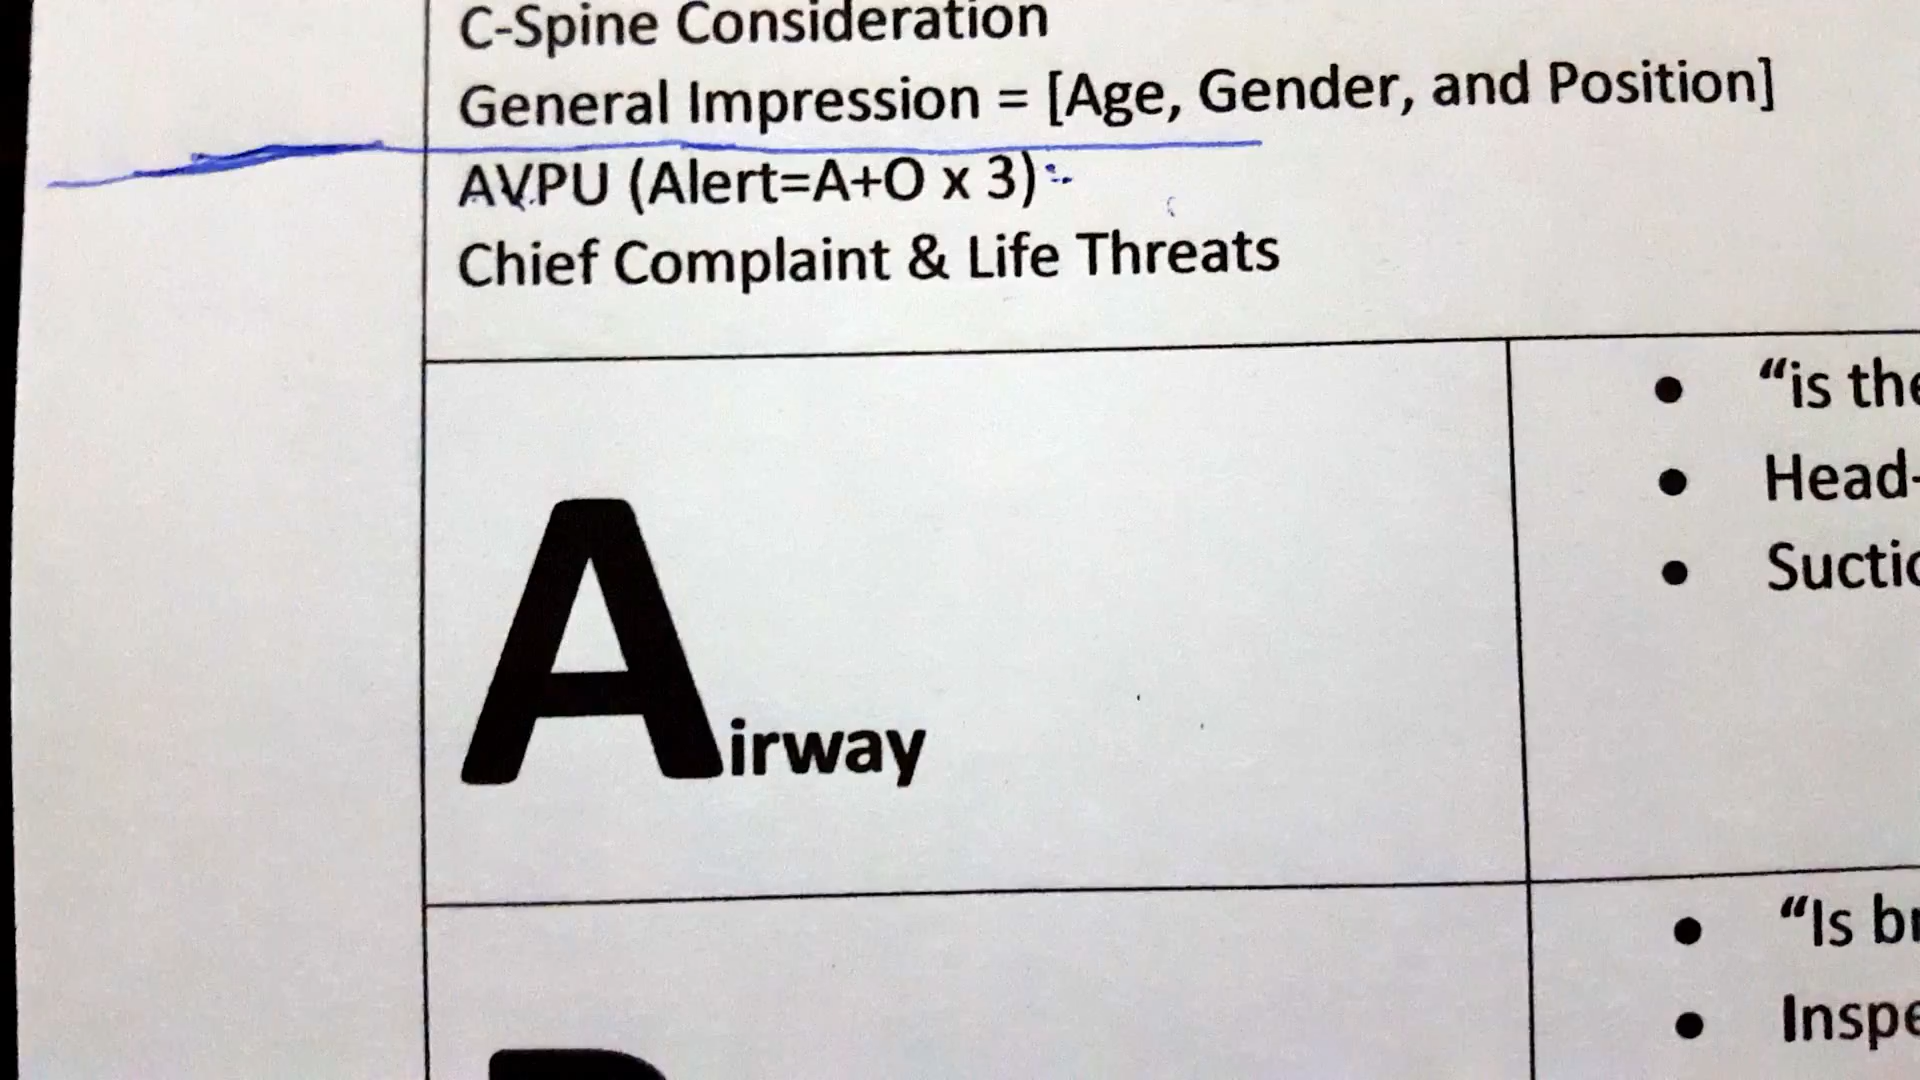 C-Spine Consideration
General Impression = [Age, Gender, and Position]
AVPU (Alert=A+O x 3)
Chief Complaint & Life Threats
Airway
• “is the
• Head-
• Suctio
• “Is br
• Inspe